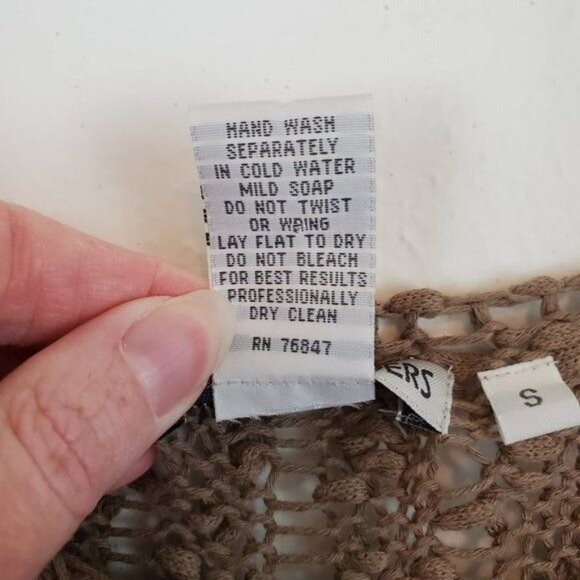 HAND WASH
SEPARATELY
IN COLD WATER
MILD SOAP
DO NOT TWIST
OR WRING
LAY FLAT TO DRY
DO NOT BLEACH
FOR BEST RESULTS
PROFESSIONALLY
DRY CLEAN
RN 76847
ERS
S